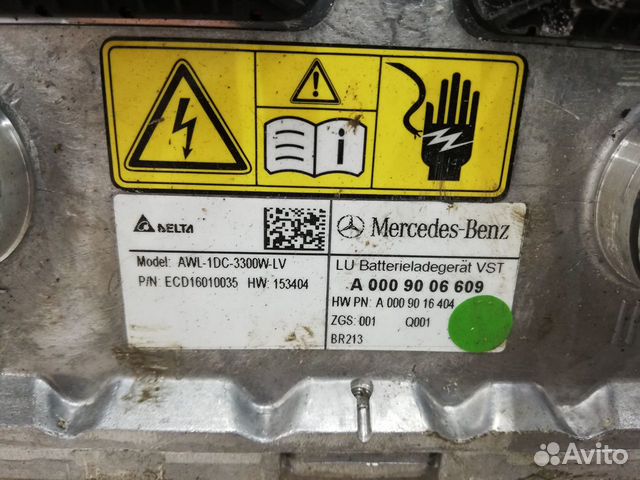 DELTA
Model: AWL-1DC-3300W-LV
P/N: ECD16010035 HW: 153404
Mercedes-Benz
LU Batterieladegerät VST
A 000 90 06 609
HW PN: A 000 90 16 404
ZGS: 001 Q001
BR213
Avito